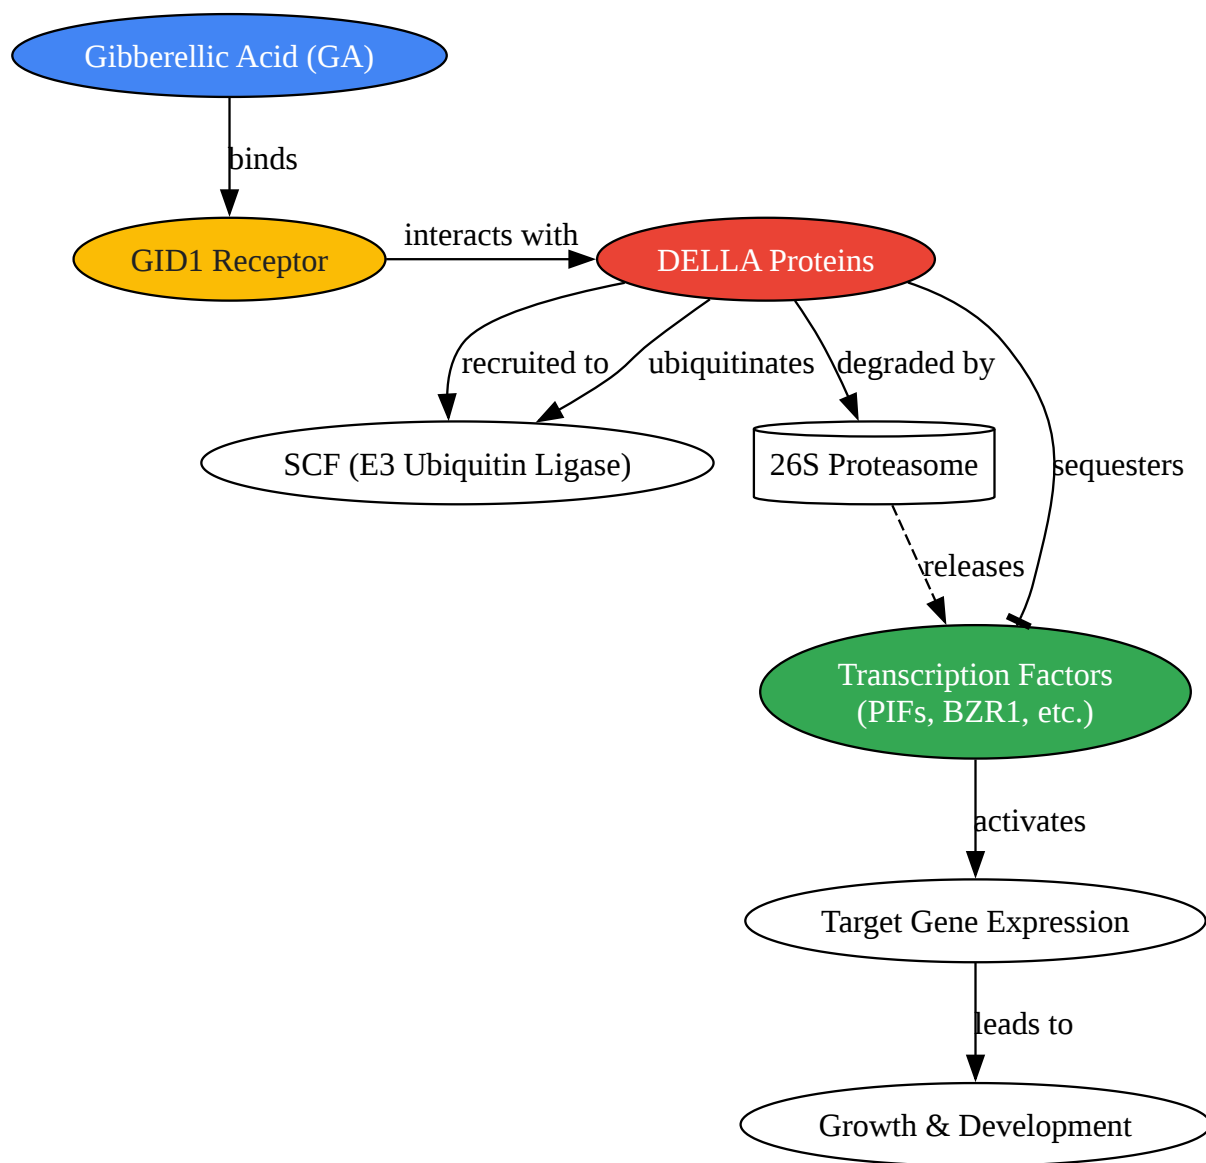 Gibberellic Acid (GA)
binds
GID1 Receptor
interacts with
DELLA Proteins
recruited to
ubiquitinates
degraded by
SCF (E3 Ubiquitin Ligase)
26S Proteasome
sequesters
releases
Transcription Factors
(PIFs, BZR1, etc.)
activates
Target Gene Expression
leads to
Growth & Development